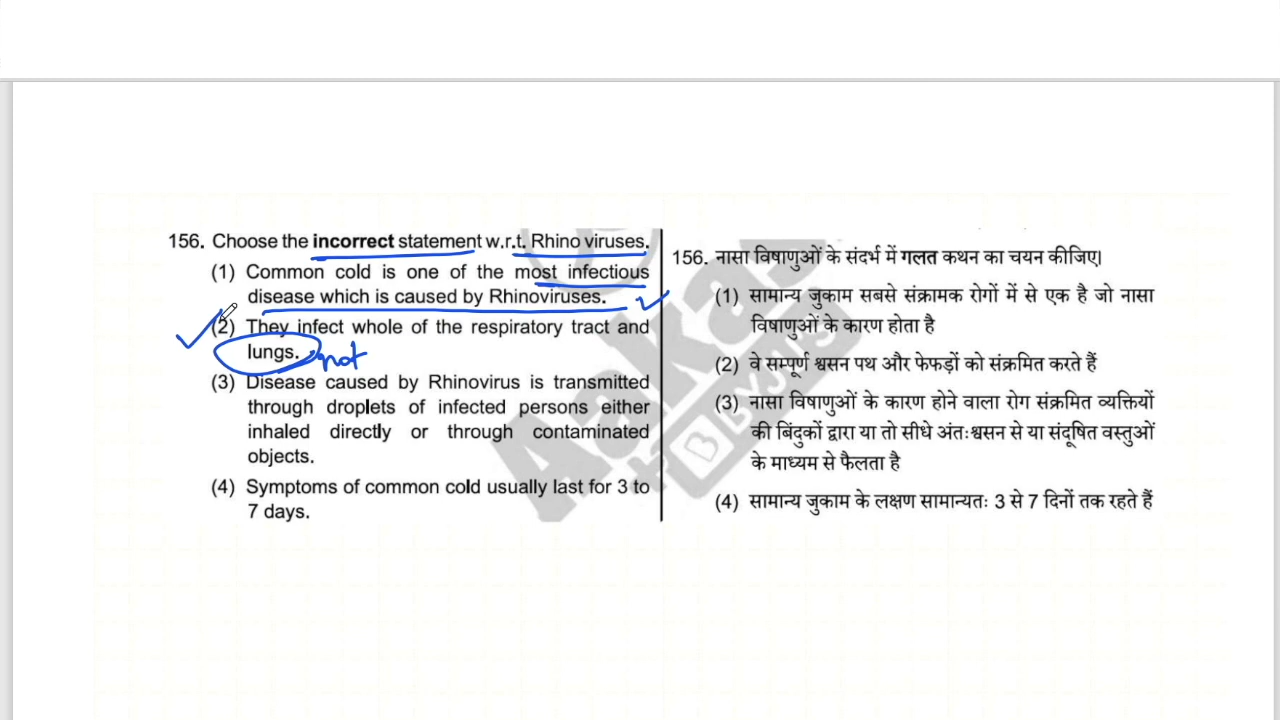 156. Choose the incorrect statement w.r.t. Rhino viruses.
(1) Common cold is one of the most infectious
disease which is caused by Rhinoviruses.
(2) They infect whole of the respiratory tract and
lungs. not
(3) Disease caused by Rhinovirus is transmitted
through droplets of infected persons either
inhaled directly or through contaminated
objects.
(4) Symptoms of common cold usually last for 3 to
7 days.
156. नासा विषाणुओं के संदर्भ में गलत कथन का चयन कीजिए।
(1) सामान्य जुकाम सबसे संक्रामक रोगों में से एक है जो नासा
विषाणुओं के कारण होता है
(2) वे सम्पूर्ण श्वसन पथ और फेफड़ों को संक्रमित करते हैं
(3) नासा विषाणुओं के कारण होने वाला रोग संक्रमित व्यक्तियों
की बिंदुकों द्वारा या तो सीधे अंतःश्वसन से या संदूषित वस्तुओं
के माध्यम से फैलता है
(4) सामान्य जुकाम के लक्षण सामान्यतः 3 से 7 दिनों तक रहते हैं
Aakash
B BYJU'S